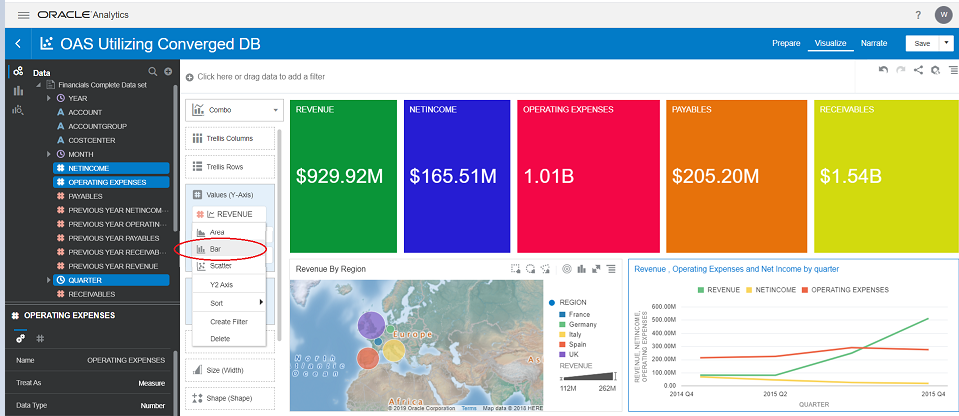 ORACLE Analytics
?
W
OAS Utilizing Converged DB
Prepare
Visualize
Narrate
Save
Data
Financials Complete Data set
YEAR
A ACCOUNT
A ACCOUNTGROUP
A COSTCENTER
MONTH
# NETINCOME
# OPERATING EXPENSES
# PAYABLES
# PREVIOUS YEAR NETINCOM...
# PREVIOUS YEAR OPERATIN...
# PREVIOUS YEAR PAYABLES
# PREVIOUS YEAR RECEIVAB...
# PREVIOUS YEAR REVENUE
QUARTER
# RECEIVABLES
# OPERATING EXPENSES
#
Name OPERATING EXPENSES
Treat As Measure
Data Type Number
Click here or drag data to add a filter
Combo
Trellis Columns
Trellis Rows
# Values (Y-Axis)
# REVENUE
Area
Bar
Scatter
Y2 Axis
Sort
Create Filter
Delete
Size (Width)
Shape (Shape)
REVENUE
$929.92M
NETINCOME
$165.51M
OPERATING EXPENSES
1.01B
PAYABLES
$205.20M
RECEIVABLES
$1.54B
Revenue By Region
Europe
North
Atlantic
Ocean
Africa
As
© 2019 Oracle Corporation Terms Map data © 2018 HERE
REGION
France
Germany
Italy
Spain
UK
REVENUE
112M 262M
Revenue , Operating Expenses and Net Income by quarter
REVENUE NETINCOME OPERATING EXPENSES
REVENUE, NETINCOME,
OPERATING EXPENSES
600.00M
500.00M
400.00M
300.00M
200.00M
100.00M
0.00M
2014 Q4 2015 Q2 2015 Q4
QUARTER